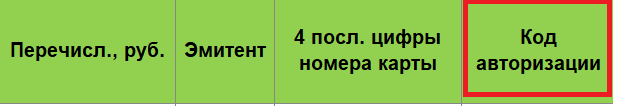 Перечисл., руб.
Эмитент
4 посл. цифры
номера карты
Код
авторизации